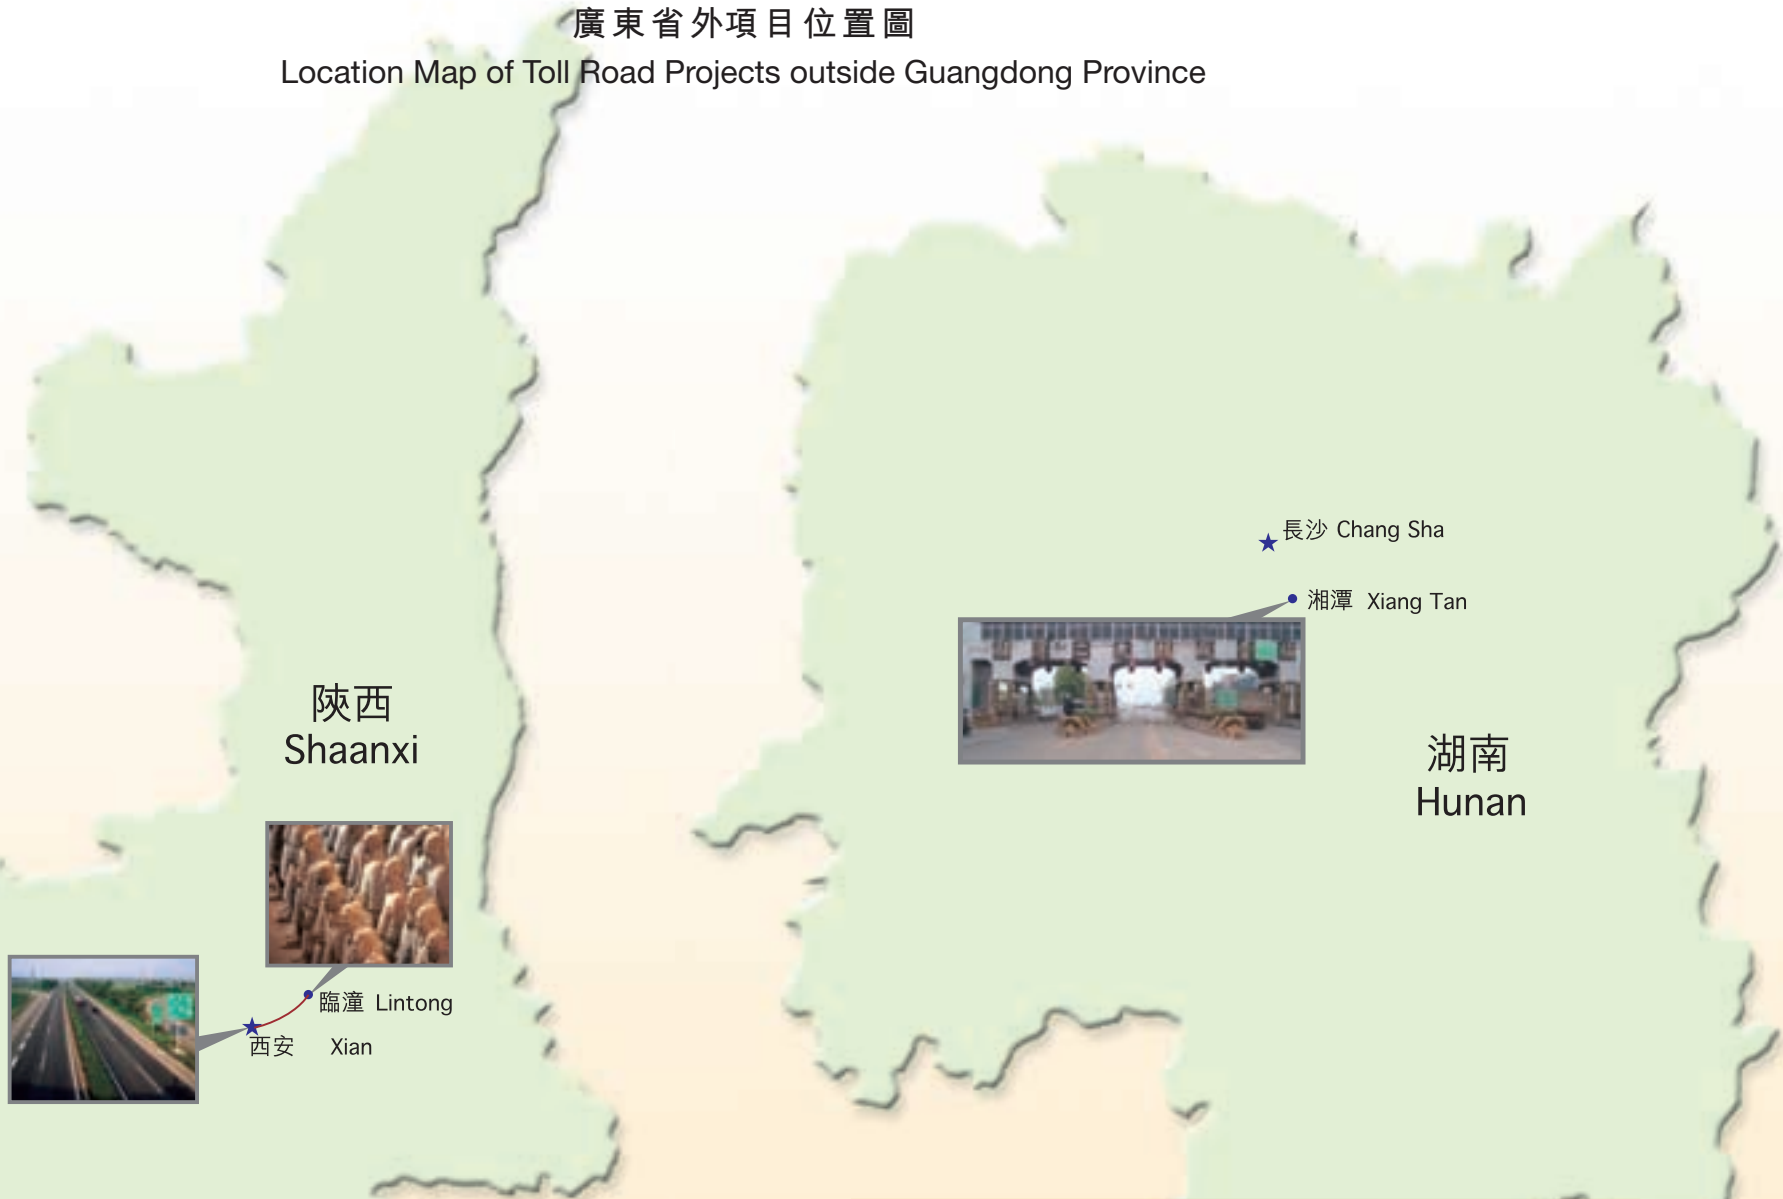 廣東省外項目位置圖
Location Map of Toll Road Projects outside Guangdong Province
長沙 Chang Sha
湘潭 Xiang Tan
陝西
Shaanxi
湖南
Hunan
臨潼 Lintong
西安 Xian